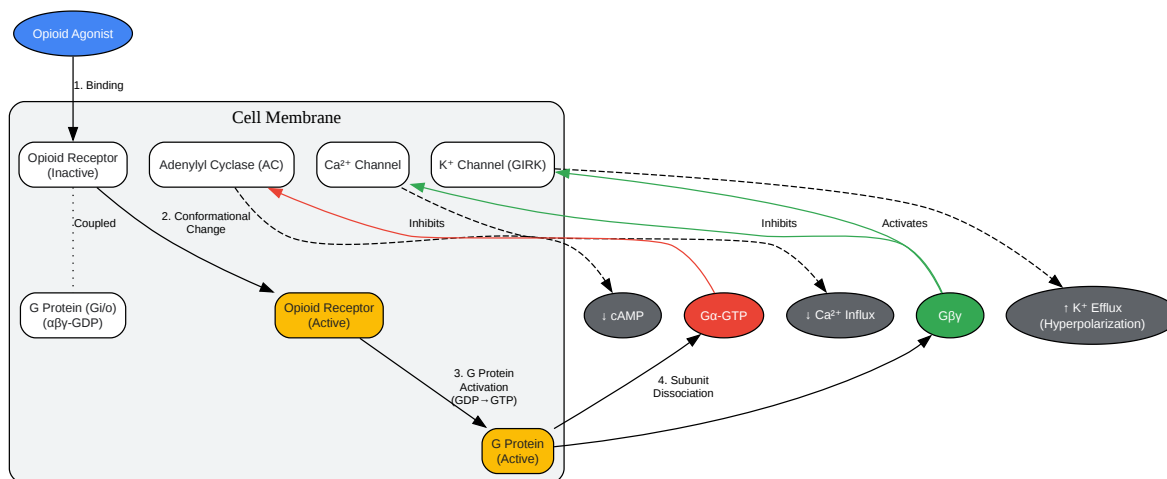 Opioid Agonist
1. Binding
Cell Membrane
Opioid Receptor
(Inactive)
Adenylyl Cyclase (AC)
Ca²⁺ Channel
K⁺ Channel (GIRK)
Coupled
2. Conformational
Change
Inhibits
Inhibits
Activates
G Protein (Gi/o)
(αβγ-GDP)
Opioid Receptor
(Active)
↓ cAMP
Gα-GTP
↓ Ca²⁺ Influx
Gβγ
↑ K⁺ Efflux
(Hyperpolarization)
3. G Protein
Activation
(GDP→GTP)
4. Subunit
Dissociation
G Protein
(Active)